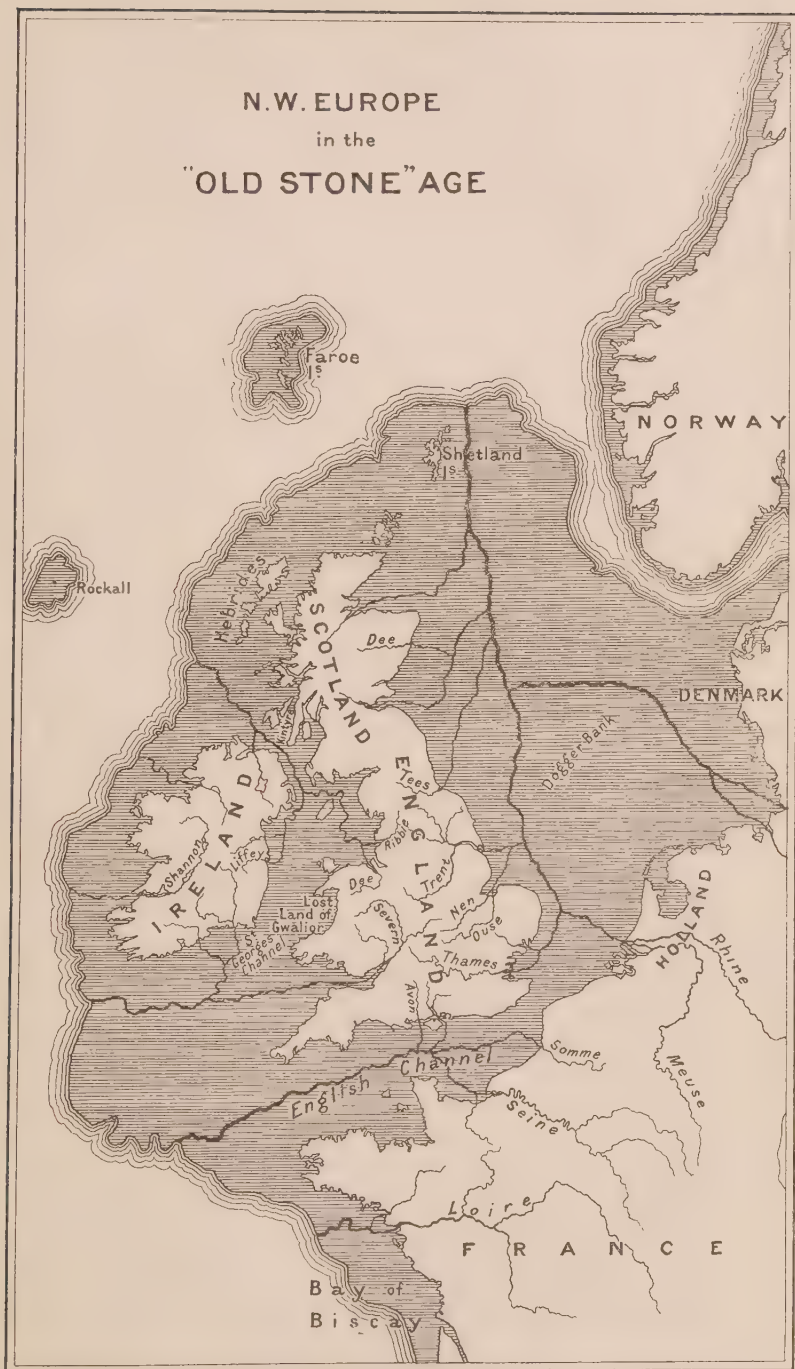 N.W. EUROPE
in the
"OLD STONE" AGE
Faroe
Is.
NORWAY
Shetland
Is
Rockall
Hebrides
SCOTLAND
Dee
DENMARK
Kintyre
Dogger Bank
ENGLAND
Tees
IRELAND
Ribble
Shannon
Liffey
Dee
Trent
HOLLAND
Lost
Land of
Gwalior
Severn
Nen
Ouse
Rhine
St
Georges
Channel
Thames
Avon R
Somme
Meuse
English Channel
Seine
Loire
FRANCE
Bay of
Biscay